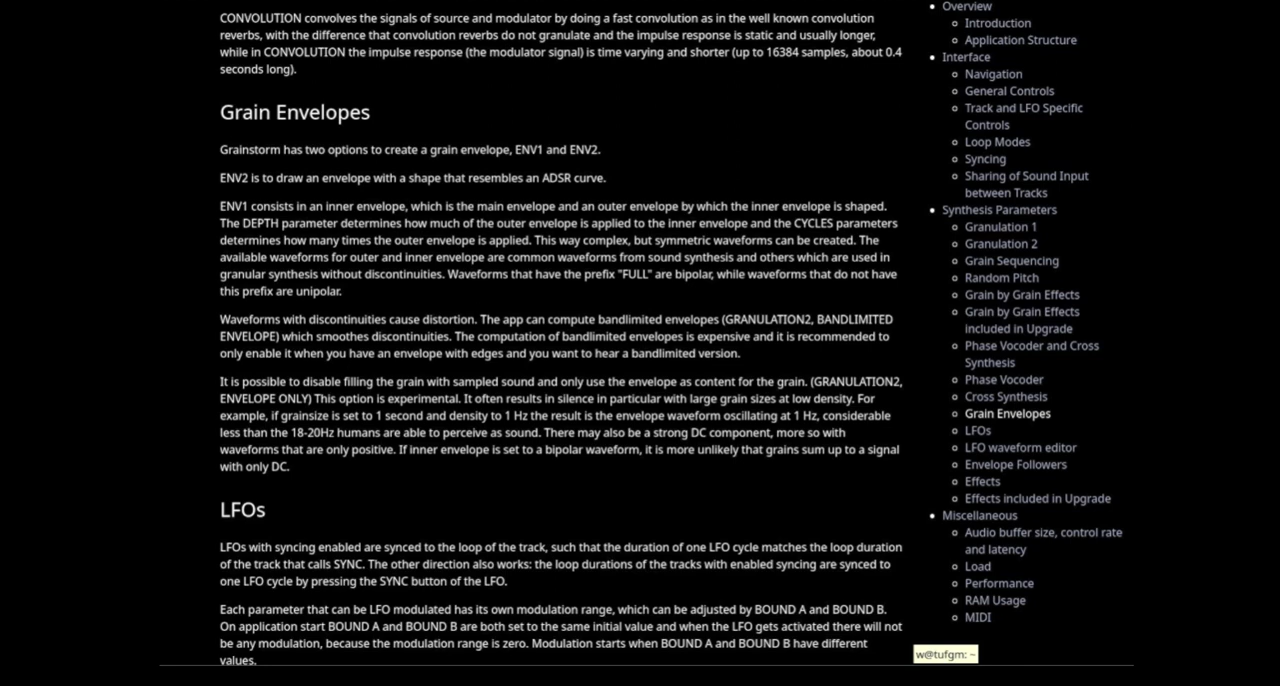 CONVOLUTION convolves the signals of source and modulator by doing a fast convolution as in the well known convolution
reverbs, with the difference that convolution reverbs do not granulate and the impulse response is static and usually longer,
while in CONVOLUTION the impulse response (the modulator signal) is time varying and shorter (up to 16384 samples, about 0.4
seconds long).
Grain Envelopes
Grainstorm has two options to create a grain envelope, ENV1 and ENV2.
ENV2 is to draw an envelope with a shape that resembles an ADSR curve.
ENV1 consists in an inner envelope, which is the main envelope and an outer envelope by which the inner envelope is shaped.
The DEPTH parameter determines how much of the outer envelope is applied to the inner envelope and the CYCLES parameters
determines how many times the outer envelope is applied. This way complex, but symmetric waveforms can be created. The
available waveforms for outer and inner envelope are common waveforms from sound synthesis and others which are used in
granular synthesis without discontinuities. Waveforms that have the prefix "FULL" are bipolar, while waveforms that do not have
this prefix are unipolar.
Waveforms with discontinuities cause distortion. The app can compute bandlimited envelopes (GRANULATION2, BANDLIMITED
ENVELOPE) which smoothes discontinuities. The computation of bandlimited envelopes is expensive and it is recommended to
only enable it when you have an envelope with edges and you want to hear a bandlimited version.
It is possible to disable filling the grain with sampled sound and only use the envelope as content for the grain. (GRANULATION2,
ENVELOPE ONLY) This option is experimental. It often results in silence in particular with large grain sizes at low density. For
example, if grainsize is set to 1 second and density to 1 Hz the result is the envelope waveform oscillating at 1 Hz, considerable
less than the 18-20Hz humans are able to perceive as sound. There may also be a strong DC component, more so with
waveforms that are only positive. If inner envelope is set to a bipolar waveform, it is more unlikely that grains sum up to a signal
with only DC.
LFOs
LFOs with syncing enabled are synced to the loop of the track, such that the duration of one LFO cycle matches the loop duration
of the track that calls SYNC. The other direction also works: the loop durations of the tracks with enabled syncing are synced to
one LFO cycle by pressing the SYNC button of the LFO.
Each parameter that can be LFO modulated has its own modulation range, which can be adjusted by BOUND A and BOUND B.
On application start BOUND A and BOUND B are both set to the same initial value and when the LFO gets activated there will not
be any modulation, because the modulation range is zero. Modulation starts when BOUND A and BOUND B have different
values.
Overview
Introduction
Application Structure
Interface
Navigation
General Controls
Track and LFO Specific
Controls
Loop Modes
Syncing
Sharing of Sound Input
between Tracks
Synthesis Parameters
Granulation 1
Granulation 2
Grain Sequencing
Random Pitch
Grain by Grain Effects
Grain by Grain Effects
included in Upgrade
Phase Vocoder and Cross
Synthesis
Phase Vocoder
Cross Synthesis
Grain Envelopes
LFOs
LFO waveform editor
Envelope Followers
Effects
Effects included in Upgrade
Miscellaneous
Audio buffer size, control rate
and latency
Load
Performance
RAM Usage
MIDI
w@tufgm: ~